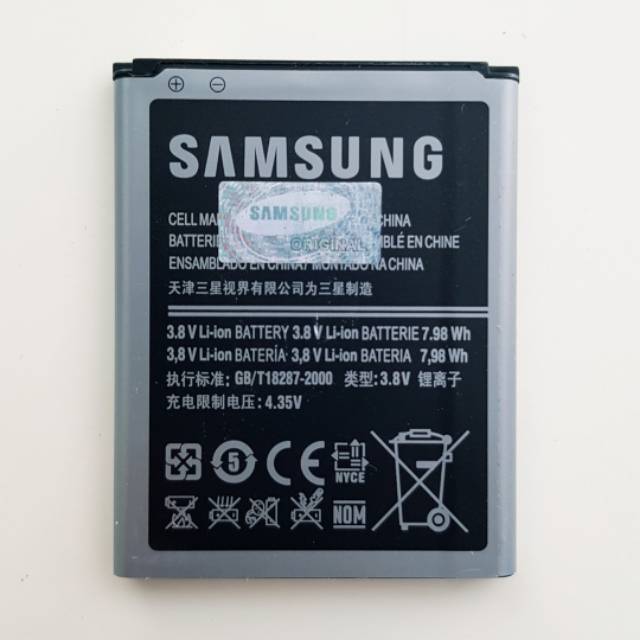 SAMSUNG
SAMSUNG
ORIGINAL
CELL MA CHINA
BATTERI MBLÉ EN CHINE
ENSAMBLADO EN CHINA / MONTADO NA CHINA
天津三星视界有限公司为三星制造
3.8 V Li-ion BATTERY 3.8 V Li-ion BATTERIE 7.98 Wh
3,8 V Li-ion BATERÍA 3,8 V Li-ion BATERIA 7,98 Wh
执行标准: GB/T18287-2000 类型: 3.8V 锂离子
充电限制电压: 4.35V
5 CE NYCE
NOM